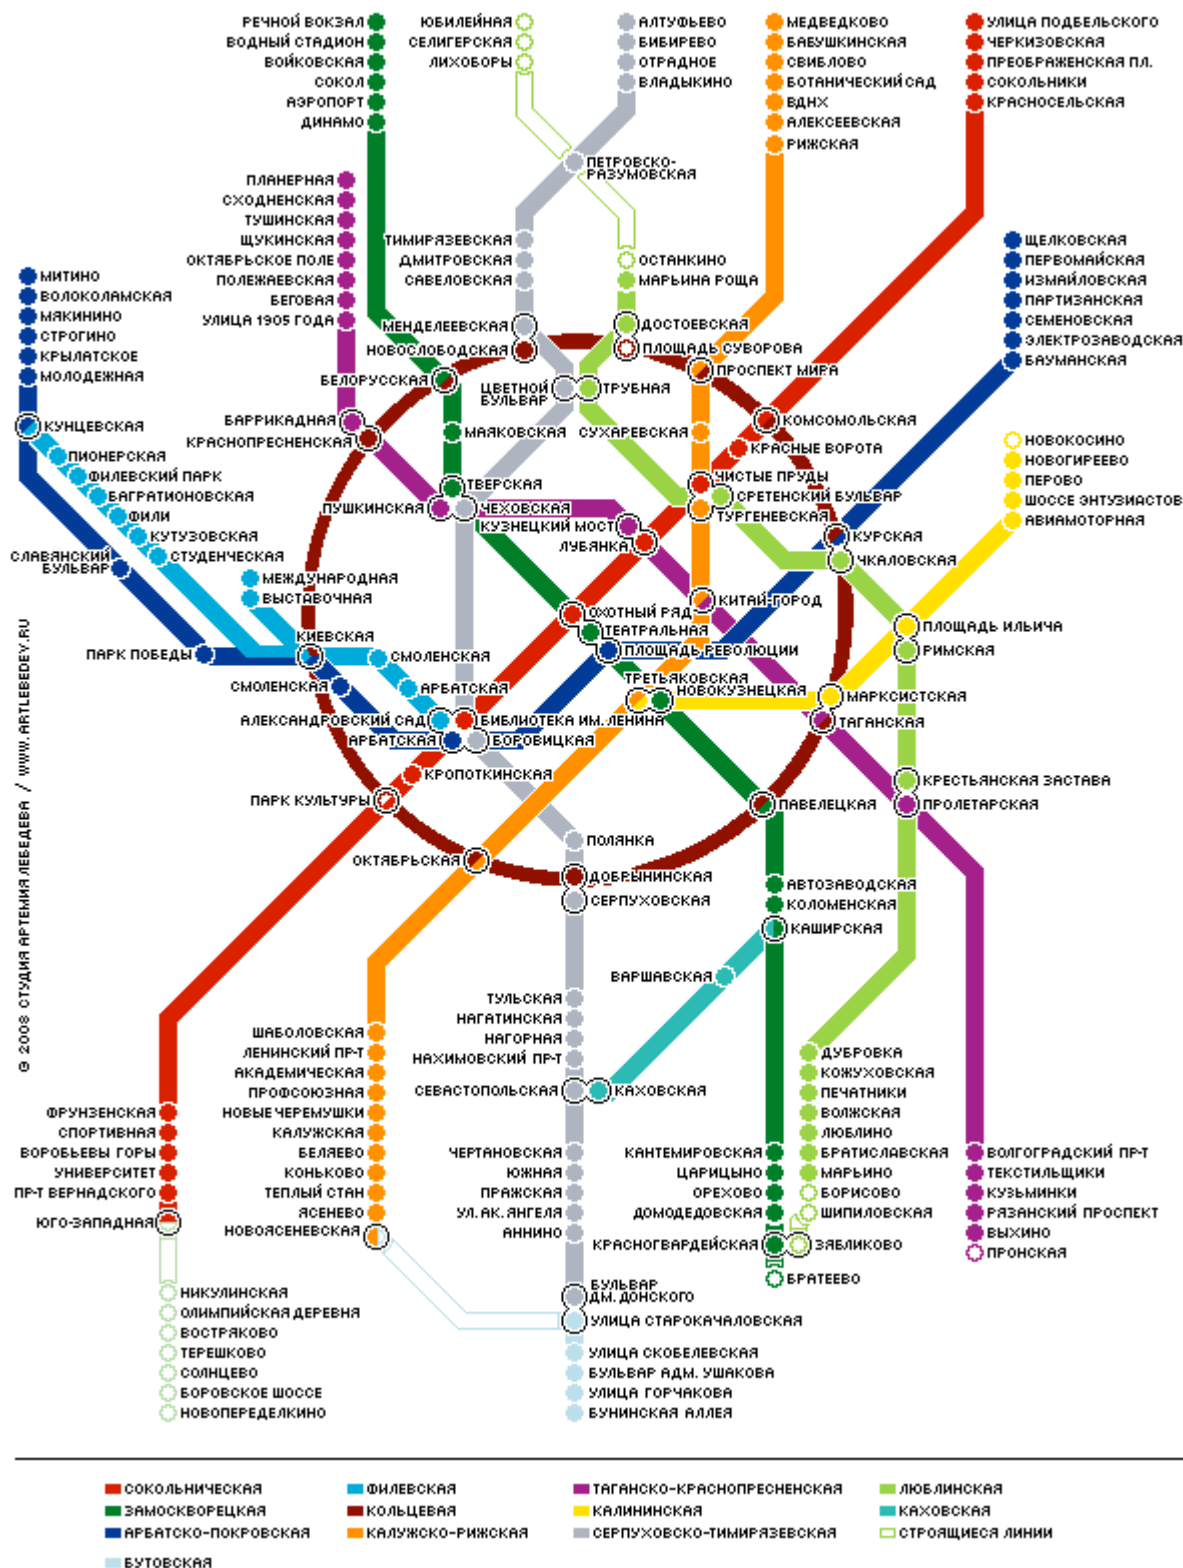 РЕЧНОЙ ВОКЗАЛ
ВОДНЫЙ СТАДИОН
ВОЙКОВСКАЯ
СОКОЛ
АЭРОПОРТ
ДИНАМО
ЮБИЛЕЙНАЯ
СЕЛИГЕРСКАЯ
ЛИХОБОРЫ
АЛТУФЬЕВО
БИБИРЕВО
ОТРАДНОЕ
ВЛАДЫКИНО
МЕДВЕДКОВО
БАБУШКИНСКАЯ
СВИБЛОВО
БОТАНИЧЕСКИЙ САД
ВДНХ
АЛЕКСЕЕВСКАЯ
РИЖСКАЯ
УЛИЦА ПОДБЕЛЬСКОГО
ЧЕРКИЗОВСКАЯ
ПРЕОБРАЖЕНСКАЯ ПЛ.
СОКОЛЬНИКИ
КРАСНОСЕЛЬСКАЯ
ПЕТРОВСКО-
РАЗУМОВСКАЯ
ПЛАНЕРНАЯ
СХОДНЕНСКАЯ
ТУШИНСКАЯ
ЩУКИНСКАЯ
ОКТЯБРЬСКОЕ ПОЛЕ
ПОЛЕЖАЕВСКАЯ
БЕГОВАЯ
УЛИЦА 1905 ГОДА
ТИМИРЯЗЕВСКАЯ
ДМИТРОВСКАЯ
САВЕЛОВСКАЯ
ОСТАНКИНО
МАРЬИНА РОЩА
ЩЕЛКОВСКАЯ
ПЕРВОМАЙСКАЯ
ИЗМАЙЛОВСКАЯ
ПАРТИЗАНСКАЯ
СЕМЕНОВСКАЯ
ЭЛЕКТРОЗАВОДСКАЯ
БАУМАНСКАЯ
МИТИНО
ВОЛОКОЛАМСКАЯ
МЯКИНИНО
СТРОГИНО
КРЫЛАТСКОЕ
МОЛОДЕЖНАЯ
МЕНДЕЛЕЕВСКАЯ
НОВОСЛОБОДСКАЯ
ДОСТОЕВСКАЯ
ПЛОЩАДЬ СУВОРОВА
БЕЛОРУССКАЯ
ЦВЕТНОЙ
БУЛЬВАР
ТРУБНАЯ
ПРОСПЕКТ МИРА
КУНЦЕВСКАЯ
БАРРИКАДНАЯ
КРАСНОПРЕСНЕНСКАЯ
МАЯКОВСКАЯ
СУХАРЕВСКАЯ
КОМСОМОЛЬСКАЯ
КРАСНЫЕ ВОРОТА
НОВОКОСИНО
НОВОГИРЕЕВО
ПЕРОВО
ШОССЕ ЭНТУЗИАСТОВ
АВИАМОТОРНАЯ
ПИОНЕРСКАЯ
ФИЛЕВСКИЙ ПАРК
БАГРАТИОНОВСКАЯ
ФИЛИ
КУТУЗОВСКАЯ
СТУДЕНЧЕСКАЯ
СЛАВЯНСКИЙ
БУЛЬВАР
ТВЕРСКАЯ
ПУШКИНСКАЯ
ЧЕХОВСКАЯ
ЧИСТЫЕ ПРУДЫ
СРЕТЕНСКИЙ БУЛЬВАР
ТУРГЕНЕВСКАЯ
КУЗНЕЦКИЙ МОСТ
ЛУБЯНКА
КУРСКАЯ
ЧКАЛОВСКАЯ
МЕЖДУНАРОДНАЯ
ВЫСТАВОЧНАЯ
КИЕВСКАЯ
ПАРК ПОБЕДЫ
СМОЛЕНСКАЯ
СМОЛЕНСКАЯ
АРБАТСКАЯ
ОХОТНЫЙ РЯД
ТЕАТРАЛЬНАЯ
ПЛОЩАДЬ РЕВОЛЮЦИИ
КИТАЙ-ГОРОД
ПЛОЩАДЬ ИЛЬИЧА
РИМСКАЯ
ТРЕТЬЯКОВСКАЯ
НОВОКУЗНЕЦКАЯ
МАРКСИСТСКАЯ
ТАГАНСКАЯ
АЛЕКСАНДРОВСКИЙ САД
БИБЛИОТЕКА ИМ. ЛЕНИНА
АРБАТСКАЯ
БОРОВИЦКАЯ
КРОПОТКИНСКАЯ
ПАРК КУЛЬТУРЫ
КРЕСТЬЯНСКАЯ ЗАСТАВА
ПРОЛЕТАРСКАЯ
ПАВЕЛЕЦКАЯ
ПОЛЯНКА
ОКТЯБРЬСКАЯ
ДОБРЫНИНСКАЯ
СЕРПУХОВСКАЯ
АВТОЗАВОДСКАЯ
КОЛОМЕНСКАЯ
КАШИРСКАЯ
ВАРШАВСКАЯ
© 2008 СТУДИЯ АРТЕМИЯ ЛЕБЕДЕВА / WWW.ARTLEBEDEV.RU
ТУЛЬСКАЯ
НАГАТИНСКАЯ
НАГОРНАЯ
НАХИМОВСКИЙ ПР-Т
СЕВАСТОПОЛЬСКАЯ
КАХОВСКАЯ
ШАБОЛОВСКАЯ
ЛЕНИНСКИЙ ПР-Т
АКАДЕМИЧЕСКАЯ
ПРОФСОЮЗНАЯ
НОВЫЕ ЧЕРЕМУШКИ
КАЛУЖСКАЯ
БЕЛЯЕВО
КОНЬКОВО
ТЕПЛЫЙ СТАН
ЯСЕНЕВО
НОВОЯСЕНЕВСКАЯ
ДУБРОВКА
КОЖУХОВСКАЯ
ПЕЧАТНИКИ
ВОЛЖСКАЯ
ЛЮБЛИНО
БРАТИСЛАВСКАЯ
МАРЬИНО
БОРИСОВО
ШИПИЛОВСКАЯ
ЗЯБЛИКОВО
ФРУНЗЕНСКАЯ
СПОРТИВНАЯ
ВОРОБЬЕВЫ ГОРЫ
УНИВЕРСИТЕТ
ПР-Т ВЕРНАДСКОГО
ЮГО-ЗАПАДНАЯ
ЧЕРТАНОВСКАЯ
ЮЖНАЯ
ПРАЖСКАЯ
УЛ. АК. ЯНГЕЛЯ
АННИНО
КАНТЕМИРОВСКАЯ
ЦАРИЦЫНО
ОРЕХОВО
ДОМОДЕДОВСКАЯ
КРАСНОГВАРДЕЙСКАЯ
БРАТЕЕВО
ВОЛГОГРАДСКИЙ ПР-Т
ТЕКСТИЛЬЩИКИ
КУЗЬМИНКИ
РЯЗАНСКИЙ ПРОСПЕКТ
ВЫХИНО
ПРОНСКАЯ
НИКУЛИНСКАЯ
ОЛИМПИЙСКАЯ ДЕРЕВНЯ
ВОСТРЯКОВО
ТЕРЕШКОВО
СОЛНЦЕВО
БОРОВСКОЕ ШОССЕ
НОВОПЕРЕДЕЛКИНО
БУЛЬВАР
ДМ. ДОНСКОГО
УЛИЦА СТАРОКАЧАЛОВСКАЯ
УЛИЦА СКОБЕЛЕВСКАЯ
БУЛЬВАР АДМ. УШАКОВА
УЛИЦА ГОРЧАКОВА
БУНИНСКАЯ АЛЛЕЯ
СОКОЛЬНИЧЕСКАЯ
ФИЛЕВСКАЯ
ТАГАНСКО-КРАСНОПРЕСНЕНСКАЯ
ЛЮБЛИНСКАЯ
ЗАМОСКВОРЕЦКАЯ
КОЛЬЦЕВАЯ
КАЛИНИНСКАЯ
КАХОВСКАЯ
АРБАТСКО-ПОКРОВСКАЯ
КАЛУЖСКО-РИЖСКАЯ
СЕРПУХОВСКО-ТИМИРЯЗЕВСКАЯ
СТРОЯЩИЕСЯ ЛИНИИ
БУТОВСКАЯ